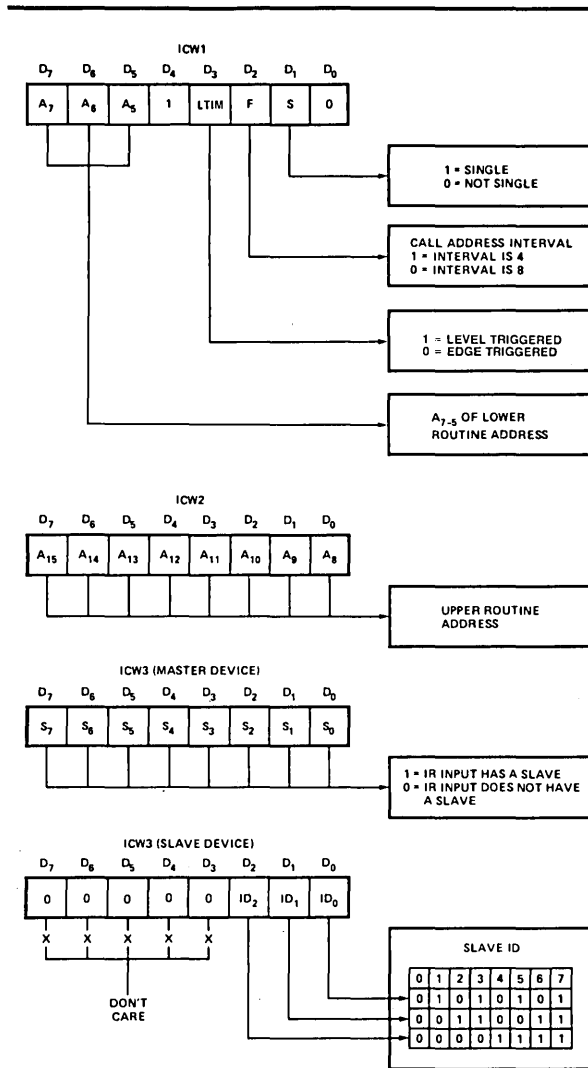 ICW1
D7 D6 D5 D4 D3 D2 D1 D0
A7 A6 A5 1 LTIM F S 0
1 = SINGLE
0 = NOT SINGLE
CALL ADDRESS INTERVAL
1 = INTERVAL IS 4
0 = INTERVAL IS 8
1 = LEVEL TRIGGERED
0 = EDGE TRIGGERED
A7-5 OF LOWER
ROUTINE ADDRESS
ICW2
D7 D6 D5 D4 D3 D2 D1 D0
A15 A14 A13 A12 A11 A10 A9 A8
UPPER ROUTINE
ADDRESS
ICW3 (MASTER DEVICE)
D7 D6 D5 D4 D3 D2 D1 D0
S7 S6 S5 S4 S3 S2 S1 S0
1 = IR INPUT HAS A SLAVE
0 = IR INPUT DOES NOT HAVE
A SLAVE
ICW3 (SLAVE DEVICE)
D7 D6 D5 D4 D3 D2 D1 D0
0 0 0 0 0 ID2 ID1 ID0
X X X X X
DON'T
CARE
SLAVE ID
0 1 2 3 4 5 6 7
0 1 0 1 0 1 0 1
0 0 1 1 0 0 1 1
0 0 0 0 1 1 1 1